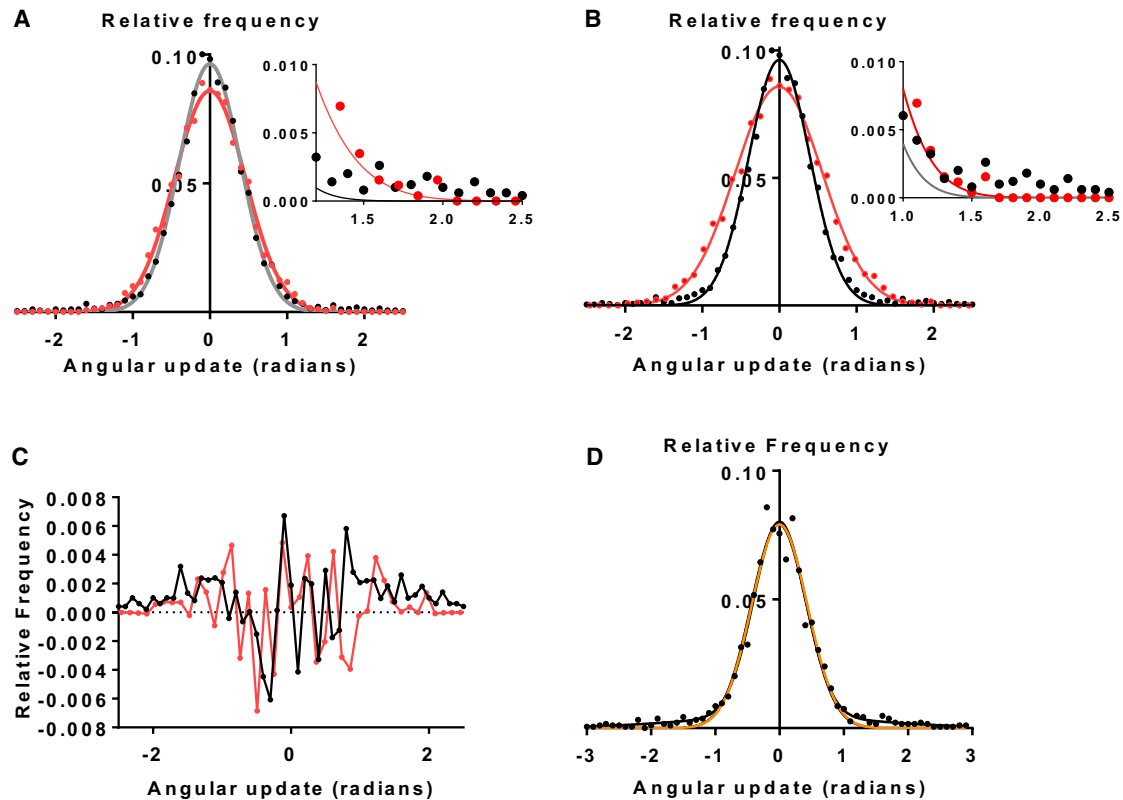 A
Relative frequency
0.10
0.05
-2 -1 0 1 2
Angular update (radians)
0.010
0.005
0.000
1.5 2.0 2.5
B
Relative frequency
0.10
0.05
-2 -1 0 1 2
Angular update (radians)
0.010
0.005
0.000
1.0 1.5 2.0 2.5
C
Relative Frequency
0.008
0.006
0.004
0.002
0.000
-0.002
-0.004
-0.006
-0.008
-2 0 2
Angular update (radians)
D
Relative Frequency
0.10
0.05
-3 -2 -1 0 1 2 3
Angular update (radians)